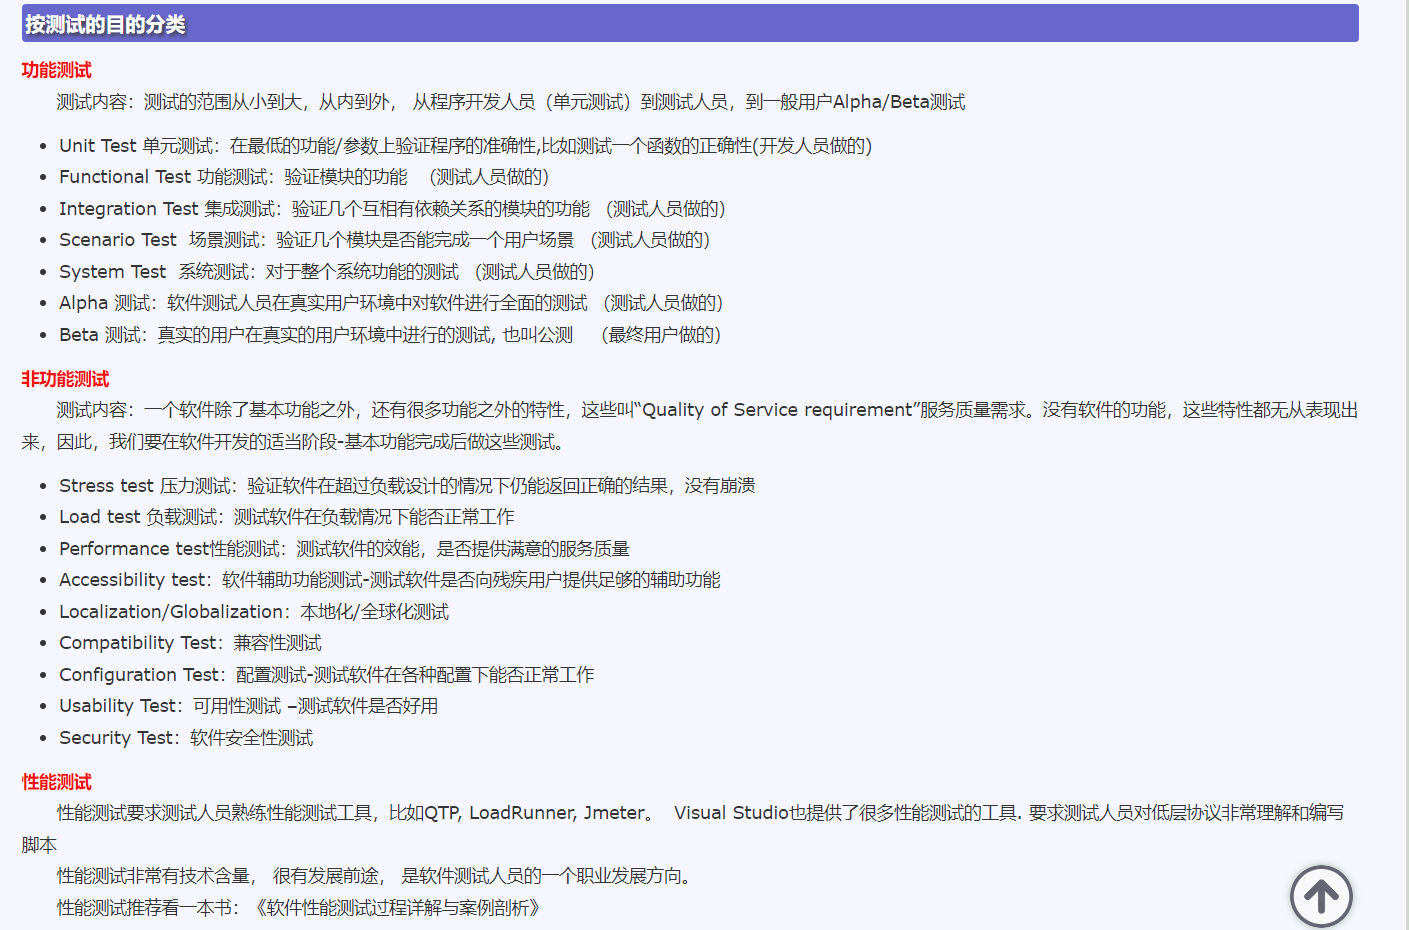 按测试的目的分类
功能测试
测试内容：测试的范围从小到大，从内到外， 从程序开发人员（单元测试）到测试人员，到一般用户Alpha/Beta测试
Unit Test 单元测试：在最低的功能/参数上验证程序的准确性,比如测试一个函数的正确性(开发人员做的)
Functional Test 功能测试：验证模块的功能 （测试人员做的）
Integration Test 集成测试：验证几个互相有依赖关系的模块的功能 （测试人员做的）
Scenario Test 场景测试：验证几个模块是否能完成一个用户场景 （测试人员做的）
System Test 系统测试：对于整个系统功能的测试 （测试人员做的）
Alpha 测试：软件测试人员在真实用户环境中对软件进行全面的测试 （测试人员做的）
Beta 测试：真实的用户在真实的用户环境中进行的测试, 也叫公测 （最终用户做的）
非功能测试
测试内容：一个软件除了基本功能之外，还有很多功能之外的特性，这些叫“Quality of Service requirement”服务质量需求。没有软件的功能，这些特性都无从表现出
来，因此，我们要在软件开发的适当阶段-基本功能完成后做这些测试。
Stress test 压力测试：验证软件在超过负载设计的情况下仍能返回正确的结果，没有崩溃
Load test 负载测试：测试软件在负载情况下能否正常工作
Performance test性能测试：测试软件的效能，是否提供满意的服务质量
Accessibility test：软件辅助功能测试-测试软件是否向残疾用户提供足够的辅助功能
Localization/Globalization：本地化/全球化测试
Compatibility Test：兼容性测试
Configuration Test：配置测试-测试软件在各种配置下能否正常工作
Usability Test：可用性测试 –测试软件是否好用
Security Test：软件安全性测试
性能测试
性能测试要求测试人员熟练性能测试工具，比如QTP, LoadRunner, Jmeter。 Visual Studio也提供了很多性能测试的工具. 要求测试人员对低层协议非常理解和编写
脚本
性能测试非常有技术含量， 很有发展前途， 是软件测试人员的一个职业发展方向。
性能测试推荐看一本书：《软件性能测试过程详解与案例剖析》